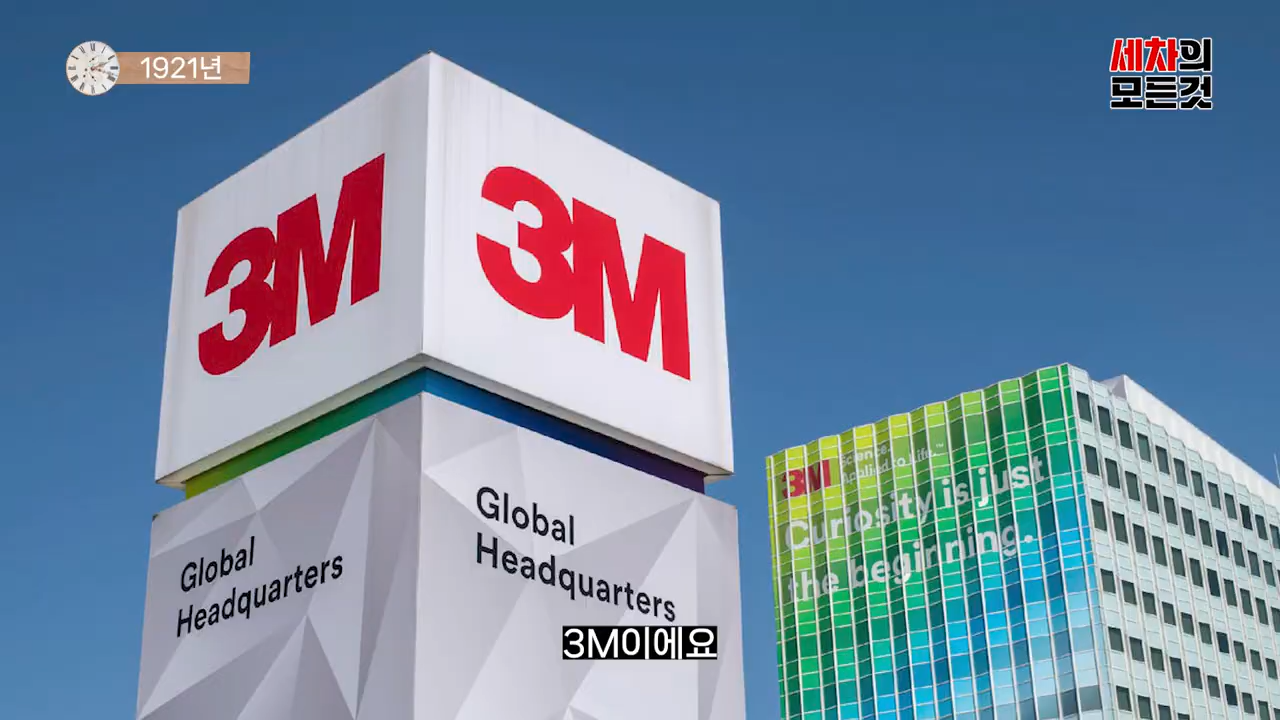 1921년
세차의
모든것
3M
3M
Global
Headquarters
Global
Headquarters
3M Science.
Applied to Life.™
Curiosity is just
the beginning.
3M이에요